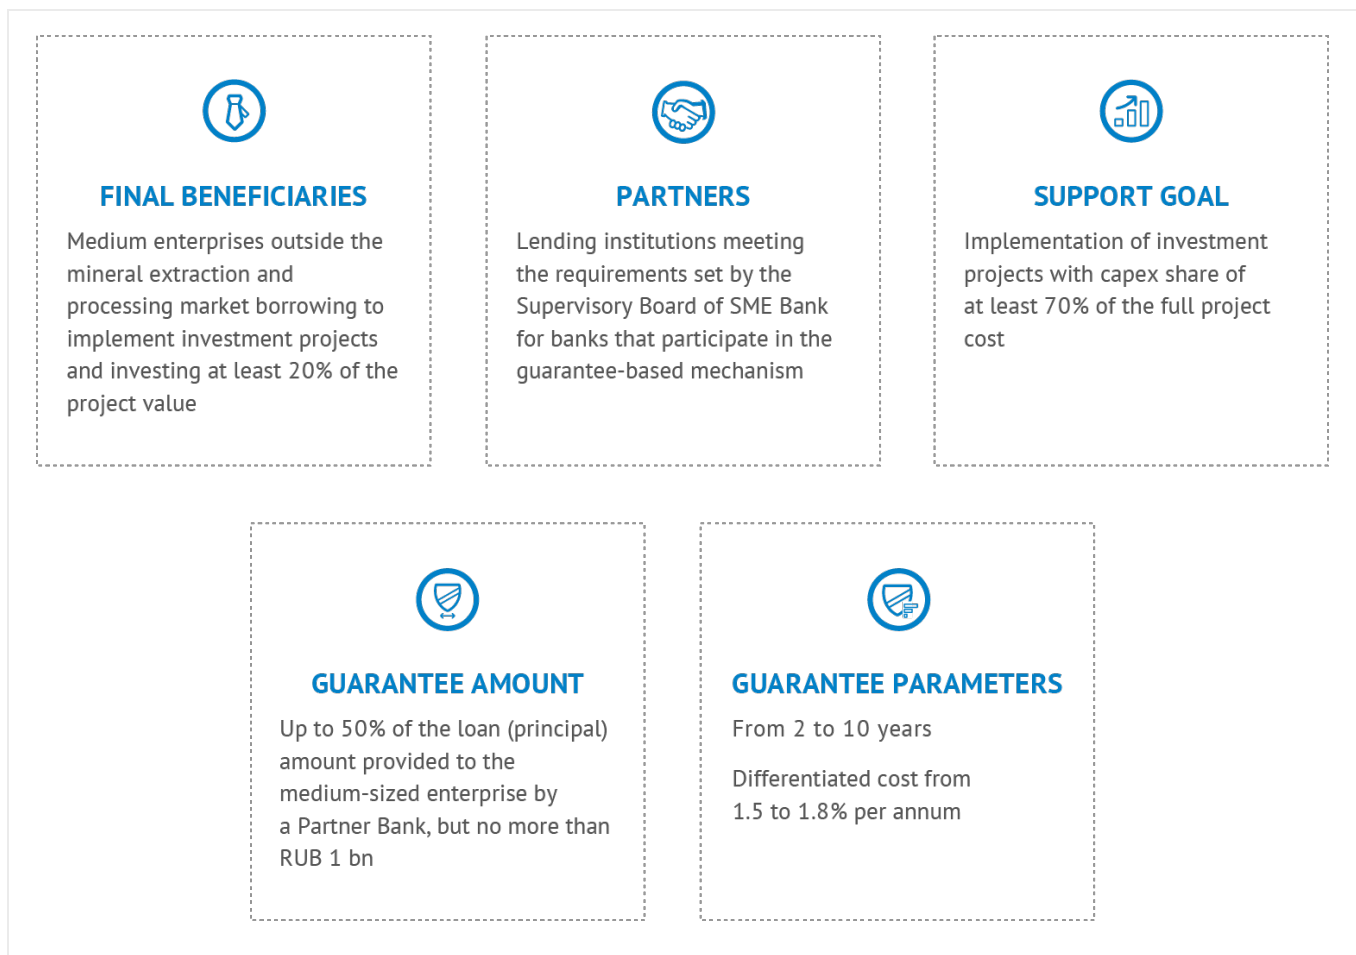 FINAL BENEFICIARIES
Medium enterprises outside the
mineral extraction and
processing market borrowing to
implement investment projects
and investing at least 20% of the
project value
PARTNERS
Lending institutions meeting
the requirements set by the
Supervisory Board of SME Bank
for banks that participate in the
guarantee-based mechanism
SUPPORT GOAL
Implementation of investment
projects with capex share of
at least 70% of the full project
cost
GUARANTEE AMOUNT
Up to 50% of the loan (principal)
amount provided to the
medium-sized enterprise by
a Partner Bank, but no more than
RUB 1 bn
GUARANTEE PARAMETERS
From 2 to 10 years
Differentiated cost from
1.5 to 1.8% per annum